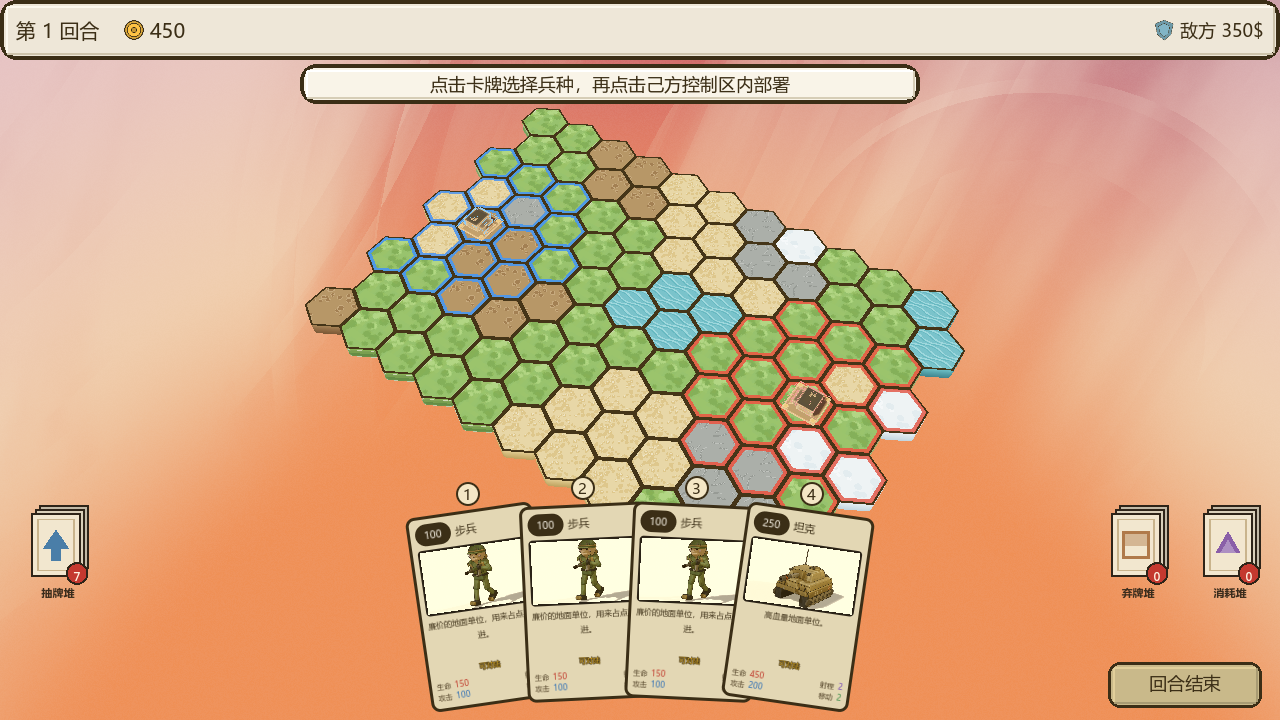 第 1 回合 450 敌方 350$
点击卡牌选择兵种，再点击己方控制区内部署
1 2 3 4
100 步兵
廉价的地面单位，用来占点
进。
生命 150
攻击 100
100 步兵
廉价的地面单位，用来占点
进。
生命 150
攻击 100
100 步兵
廉价的地面单位，用来占点
进。
生命 150
攻击 100
250 坦克
高血量地面单位。
生命 450 射程 2
攻击 200 移动 2
7
抽牌堆
0
弃牌堆
0
消耗堆
回合结束